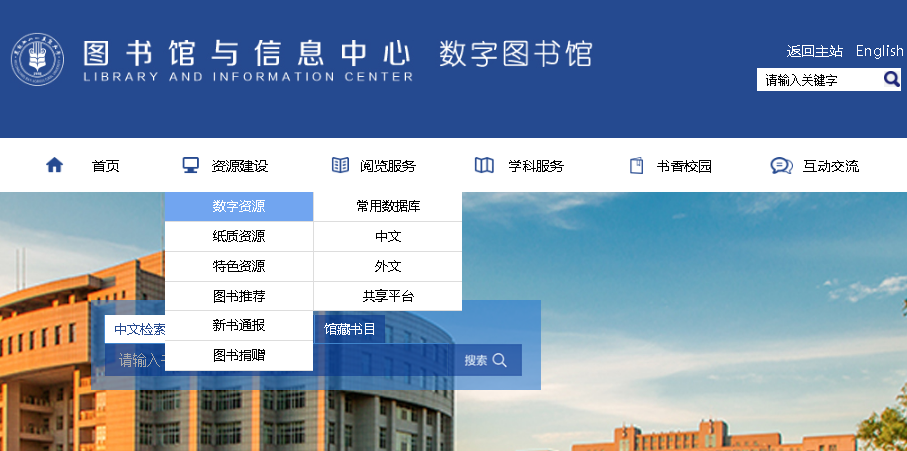 图书馆与信息中心 数字图书馆
LIBRARY AND INFORMATION CENTER
返回主站 English
请输入关键字
首页 资源建设 阅览服务 学科服务 书香校园 互动交流
数字资源 常用数据库
纸质资源 中文
特色资源 外文
图书推荐 共享平台
新书通报
图书捐赠
中文检索 馆藏书目
请输入 搜索